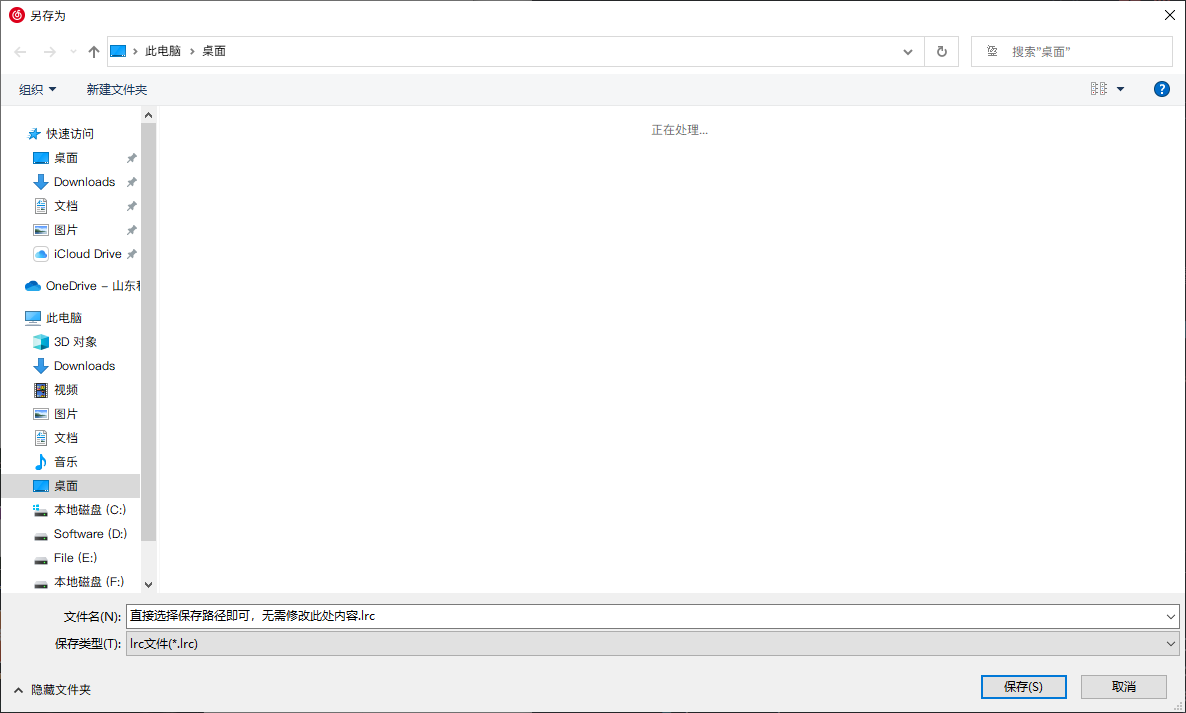 另存为
此电脑 › 桌面
搜索"桌面"
组织
新建文件夹
快速访问
桌面
Downloads
文档
图片
iCloud Drive
OneDrive - 山东
此电脑
3D 对象
Downloads
视频
图片
文档
音乐
桌面
本地磁盘 (C:)
Software (D:)
File (E:)
本地磁盘 (F:)
正在处理...
文件名(N): 直接选择保存路径即可，无需修改此处内容.lrc
保存类型(T): lrc文件(*.lrc)
隐藏文件夹
保存(S)
取消